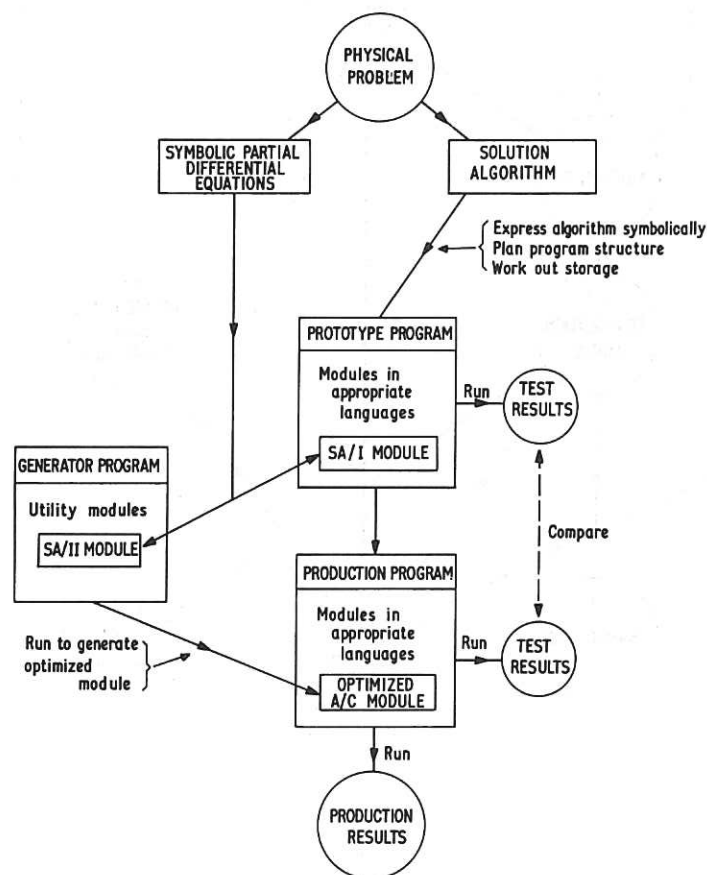 PHYSICAL
PROBLEM
SYMBOLIC PARTIAL
DIFFERENTIAL
EQUATIONS
SOLUTION
ALGORITHM
Express algorithm symbolically
Plan program structure
Work out storage
PROTOTYPE PROGRAM
Modules in
appropriate
languages
SA/I MODULE
Run
TEST
RESULTS
GENERATOR PROGRAM
Utility modules
SA/II MODULE
Compare
PRODUCTION PROGRAM
Modules in
appropriate
languages
OPTIMIZED
A/C MODULE
Run
TEST
RESULTS
Run to generate
optimized
module
Run
PRODUCTION
RESULTS